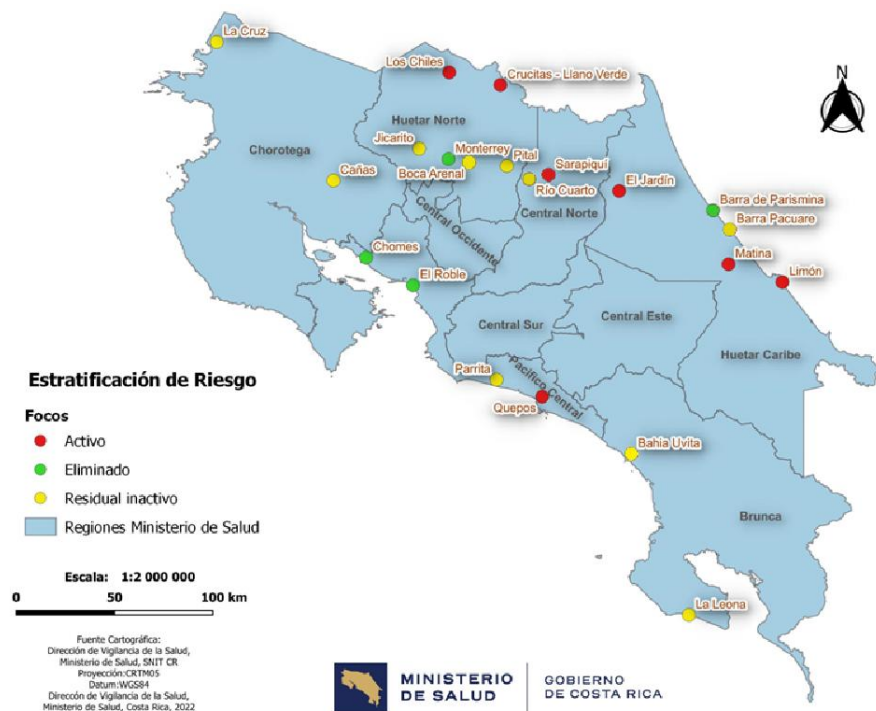 La Cruz
Los Chiles
Crucitas - Llano Verde
N
Huetar Norte
Chorotega
Jicarito
Monterrey
Boca Arenal
Pital
Sarapiquí
Cañas
Río Cuarto
El Jardín
Central Norte
Barra de Parismina
Barra Pacuare
Central Occidente
Chomes
Matina
El Roble
Limón
Central Sur
Central Este
Huetar Caribe
Parrita
Pacífico Central
Quepos
Bahia Uvita
Brunca
La Leona
Estratificación de Riesgo
Focos
Activo
Eliminado
Residual inactivo
Regiones Ministerio de Salud
Escala: 1:2 000 000
0 50 100 km
Fuente Cartográfica:
Dirección de Vigilancia de la Salud,
Ministerio de Salud, SNIT CR
Proyección:CRTM05
Datum:WGS84
Direccón de Vigilancia de la Salud,
Ministerio de Salud, Costa Rica, 2022
MINISTERIO
DE SALUD
GOBIERNO
DE COSTA RICA